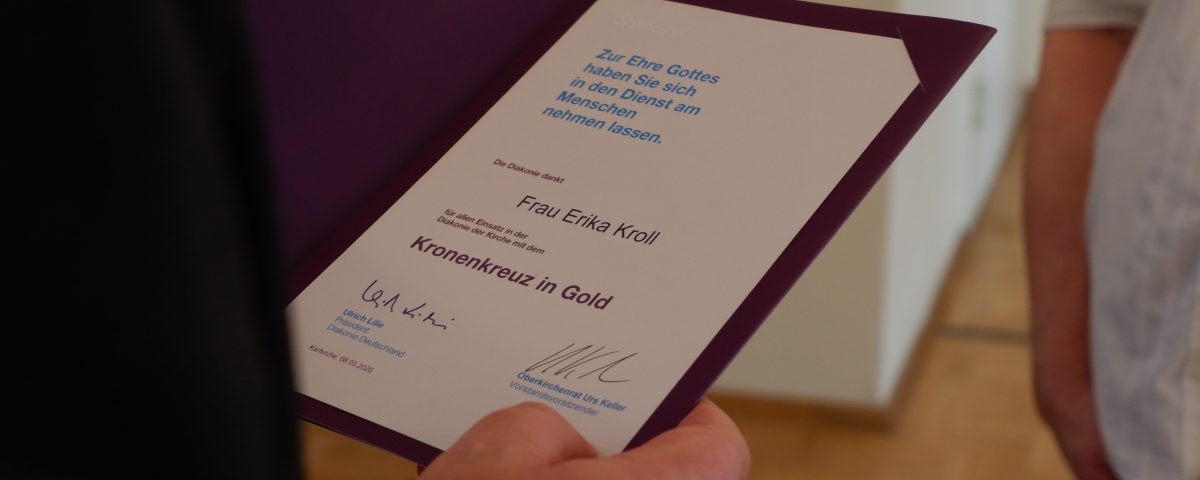 Zur Ehre Gottes
haben Sie sich
in den Dienst am
Menschen
nehmen lassen.
Die Diakonie dankt
Frau Erika Kroll
für allen Einsatz in der
Diakonie der Kirche mit dem
Kronenkreuz in Gold
Ulrich Lilie
Präsident
Diakonie Deutschland
Karlsruhe, 08.05.2020
Oberkirchenrat Urs Keller
Vorstandsvorsitzender